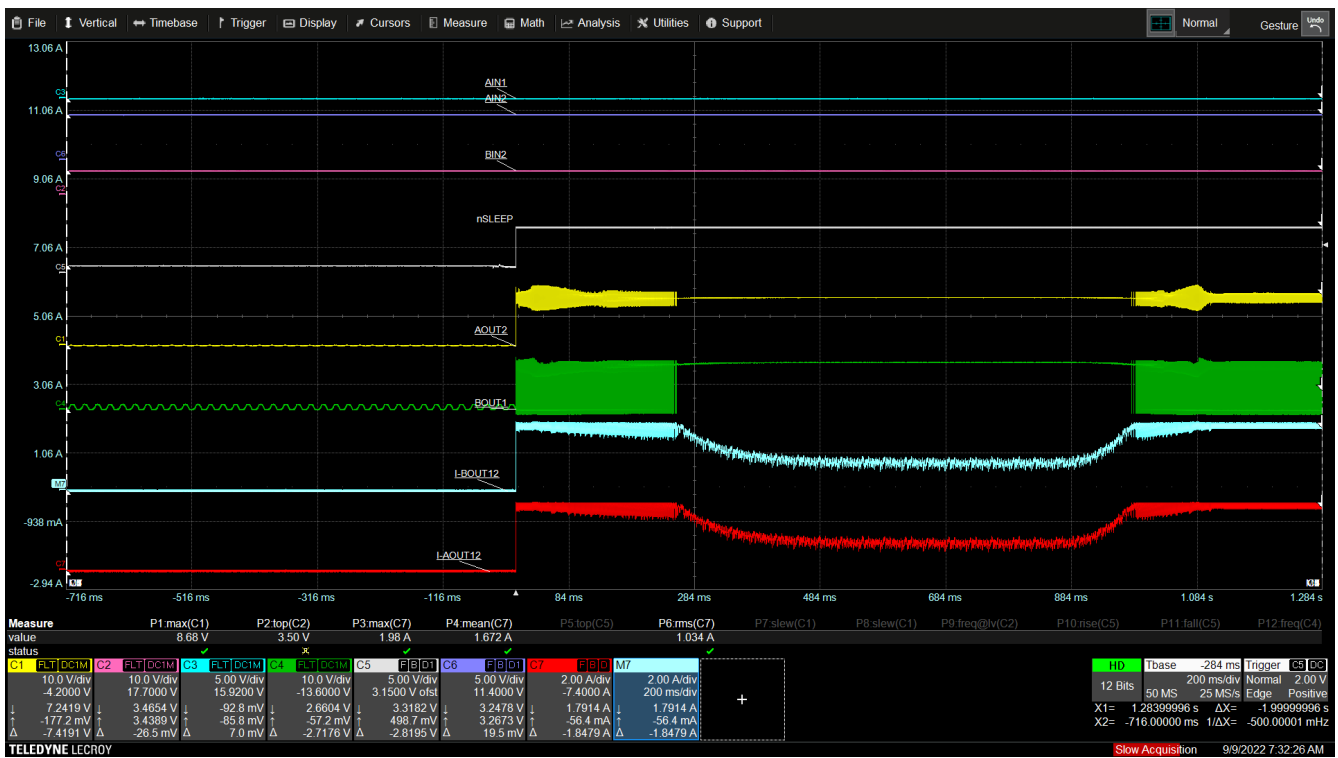 File Vertical Timebase Trigger Display Cursors Measure Math Analysis Utilities Support Normal Gesture Undo
13.06 A
AIN1
C3
AIN2
11.06 A
C6
BIN2
9.06 A
C2
nSLEEP
7.06 A
C5
5.06 A
AOUT2
C1
3.06 A
BOUT1
C4
1.06 A
I-BOUT12
M7
-938 mA
I-AOUT12
C7
-2.94 A
-716 ms -516 ms -316 ms -116 ms 84 ms 284 ms 484 ms 684 ms 884 ms 1.084 s 1.284 s
Measure P1:max(C1) P2:top(C2) P3:max(C7) P4:mean(C7) P5:top(C5) P6:rms(C7) P7:slew(C1) P8:slew(C1) P9:freq@lv(C2) P10:rise(C5) P11:fall(C5) P12:freq(C4)
value 8.68 V 3.50 V 1.98 A 1.672 A 1.034 A
status
C1 FLT DC1M C2 FLT DC1M C3 FLT DC1M C4 FLT DC1M C5 F B D1 C6 F B D1 C7 F B D M7 HD Tbase -284 ms Trigger C5 DC
10.0 V/div 10.0 V/div 5.00 V/div 10.0 V/div 5.00 V/div 5.00 V/div 2.00 A/div 2.00 A/div 12 Bits 200 ms/div Normal 2.00 V
-4.2000 V 17.7000 V 15.9200 V -13.6000 V 3.1500 V ofst 11.4000 V -7.4000 A 200 ms/div 50 MS 25 MS/s Edge Positive
↓ 7.2419 V ↓ 3.4654 V ↓ -92.8 mV ↓ 2.6604 V ↓ 3.3182 V ↓ 3.2478 V ↓ 1.7914 A ↓ 1.7914 A X1= 1.28399996 s ΔX= -1.99999996 s
↑ -177.2 mV ↑ 3.4389 V ↑ -85.8 mV ↑ -57.2 mV ↑ 498.7 mV ↑ 3.2673 V ↑ -56.4 mA ↑ -56.4 mA X2= -716.00000 ms 1/ΔX= -500.00001 mHz
Δ -7.4191 V Δ -26.5 mV Δ 7.0 mV Δ -2.7176 V Δ -2.8195 V Δ 19.5 mV Δ -1.8479 A Δ -1.8479 A
TELEDYNE LECROY Slow Acquisition 9/9/2022 7:32:26 AM